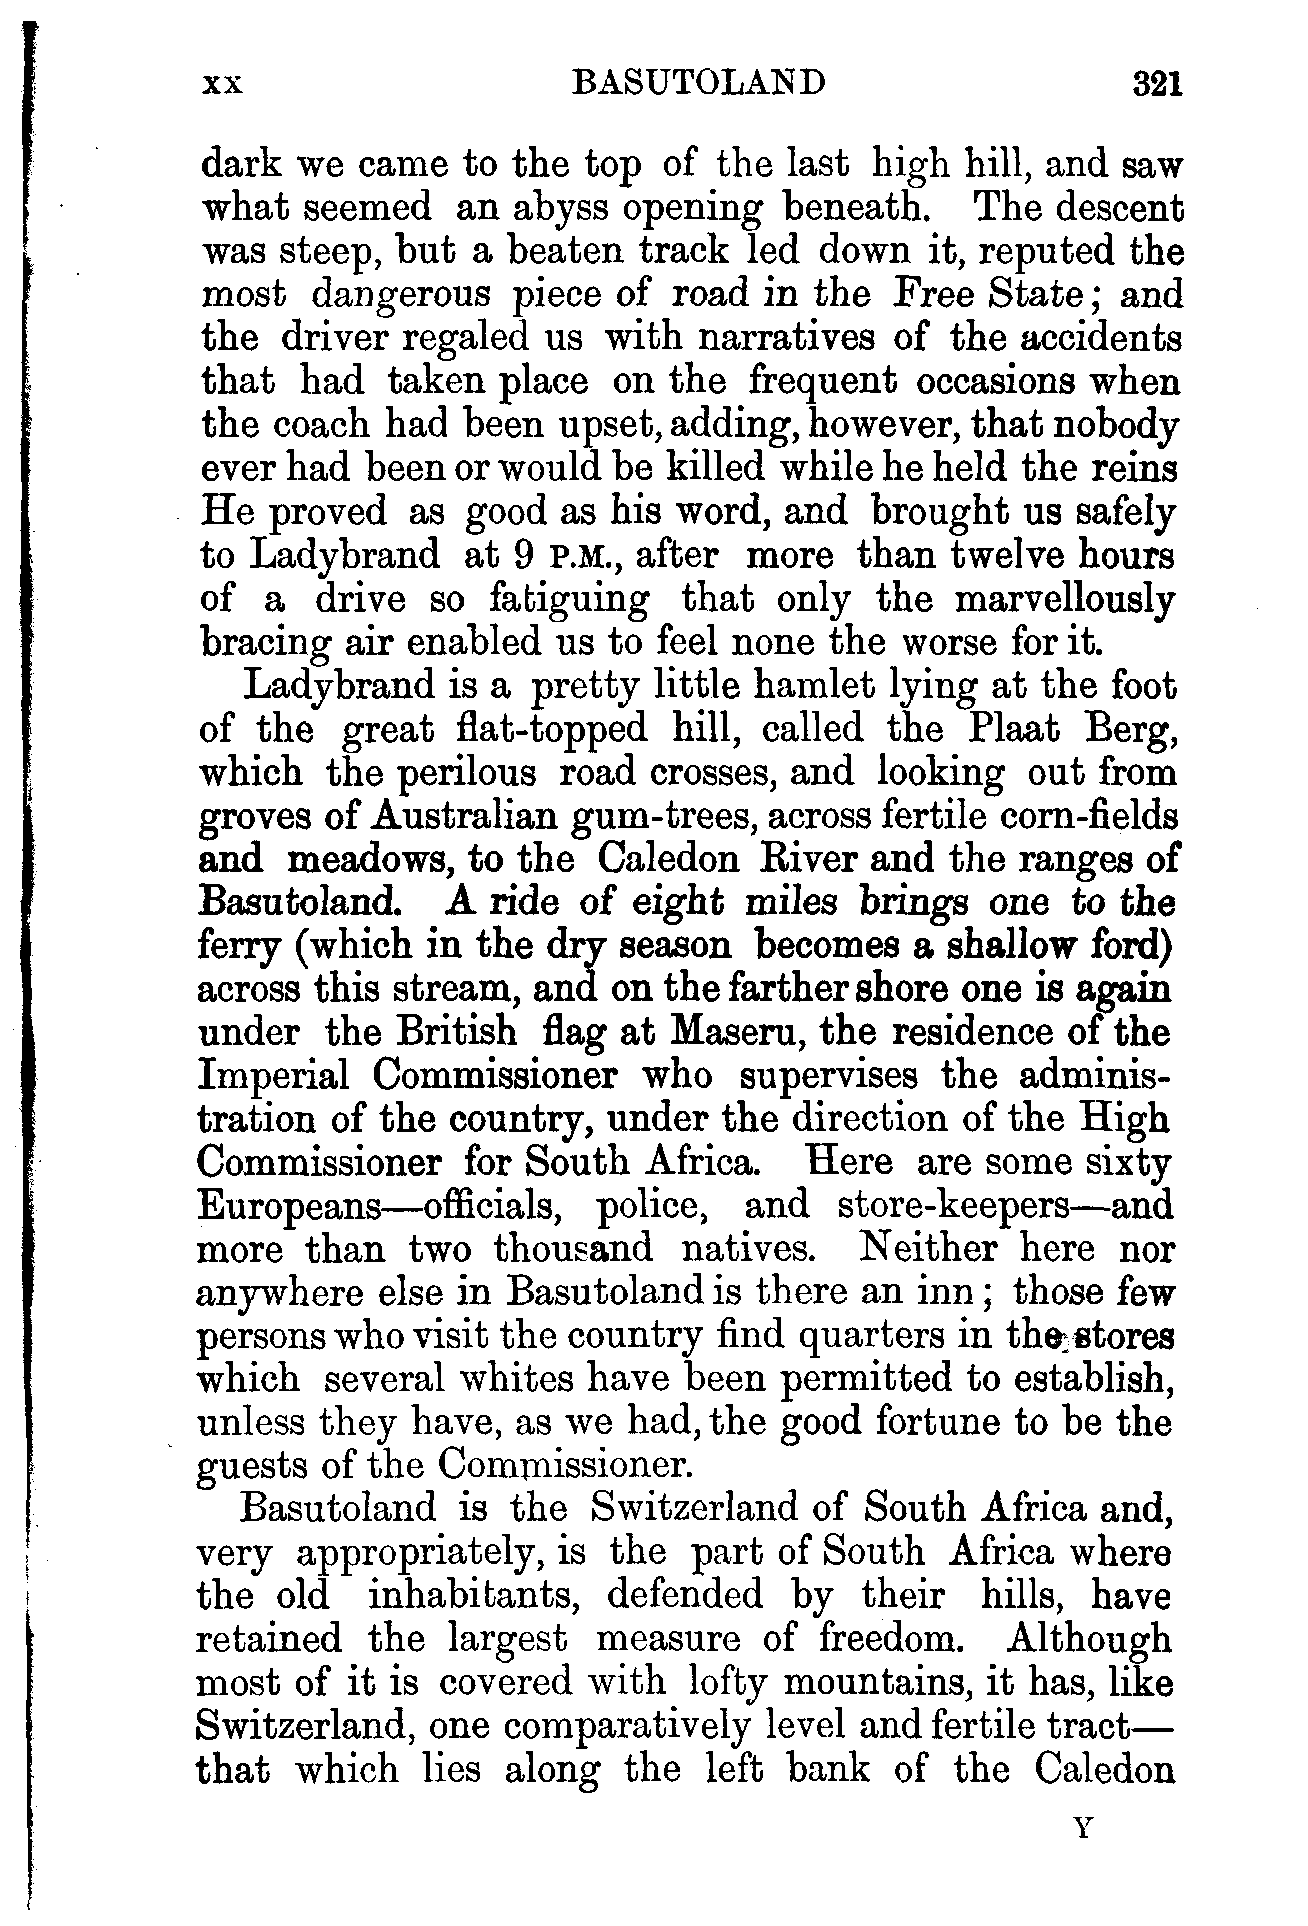 xx BASUTOLAND 321
dark we came to the top of the last high hill, and saw
what seemed an abyss opening beneath. The descent
was steep, but a beaten track led down it, reputed the
most dangerous piece of road in the Free State; and
the driver regaled us with narratives of the accidents
that had taken place on the frequent occasions when
the coach had been upset, adding, however, that nobody
ever had been or would be killed while he held the reins
He proved as good as his word, and brought us safely
to Ladybrand at 9 P.M., after more than twelve hours
of a drive so fatiguing that only the marvellously
bracing air enabled us to feel none the worse for it.
Ladybrand is a pretty little hamlet lying at the foot
of the great flat-topped hill, called the Plaat Berg,
which the perilous road crosses, and looking out from
groves of Australian gum-trees, across fertile corn-fields
and meadows, to the Caledon River and the ranges of
Basutoland. A ride of eight miles brings one to the
ferry (which in the dry season becomes a shallow ford)
across this stream, and on the farther shore one is again
under the British flag at Maseru, the residence of the
Imperial Commissioner who supervises the adminis-
tration of the country, under the direction of the High
Commissioner for South Africa. Here are some sixty
Europeans—officials, police, and store-keepers—and
more than two thousand natives. Neither here nor
anywhere else in Basutoland is there an inn; those few
persons who visit the country find quarters in the stores
which several whites have been permitted to establish,
unless they have, as we had, the good fortune to be the
guests of the Commissioner.
Basutoland is the Switzerland of South Africa and,
very appropriately, is the part of South Africa where
the old inhabitants, defended by their hills, have
retained the largest measure of freedom. Although
most of it is covered with lofty mountains, it has, like
Switzerland, one comparatively level and fertile tract—
that which lies along the left bank of the Caledon
Y